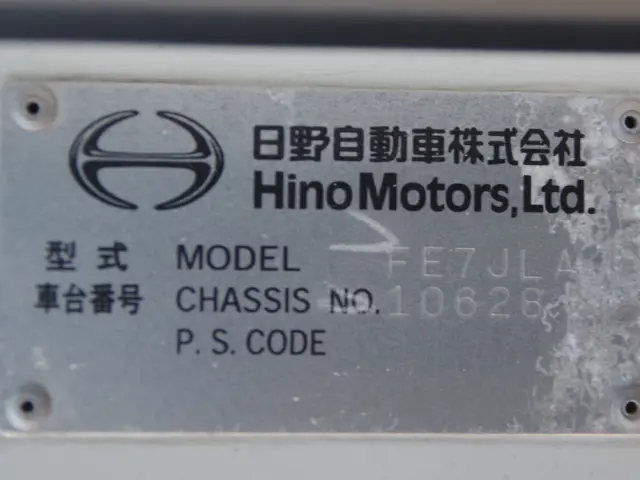 日野自動車株式会社
Hino Motors, Ltd.
型式 MODEL FE7JLA
車台番号 CHASSIS NO. 10628
P. S. CODE